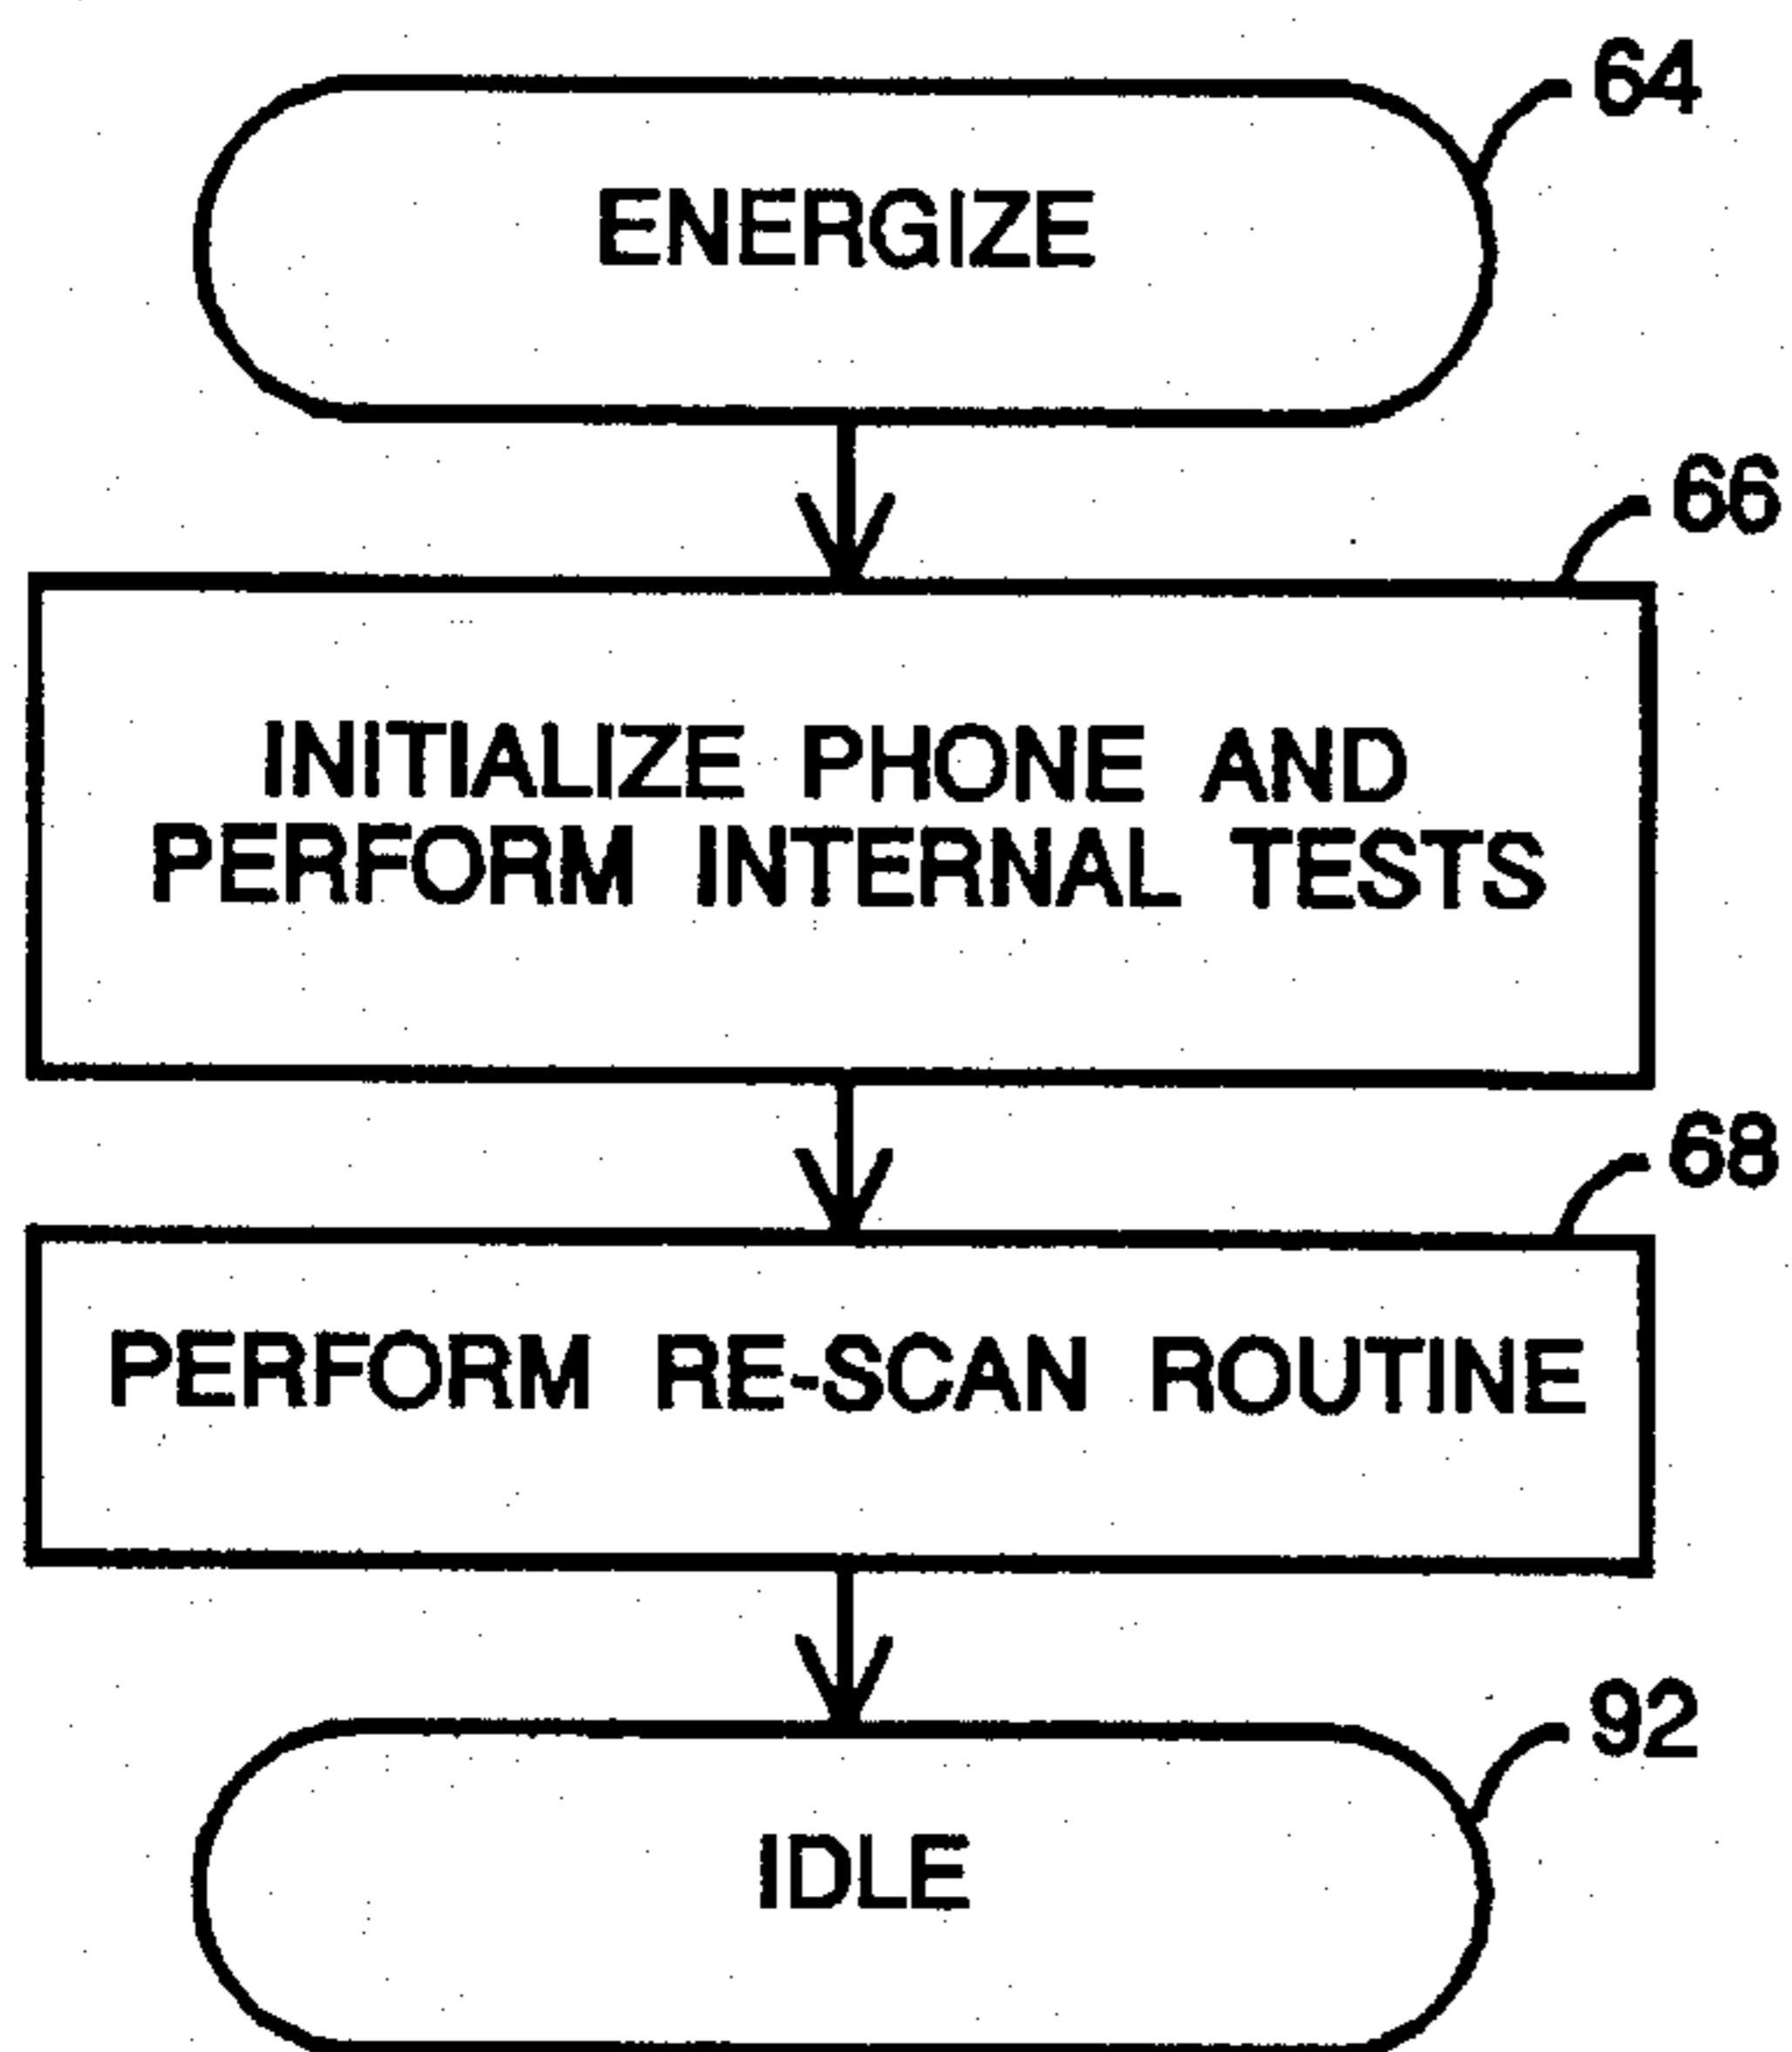 64
ENERGIZE
66
INITIALIZE PHONE AND
PERFORM INTERNAL TESTS
68
PERFORM RE-SCAN ROUTINE
92
IDLE